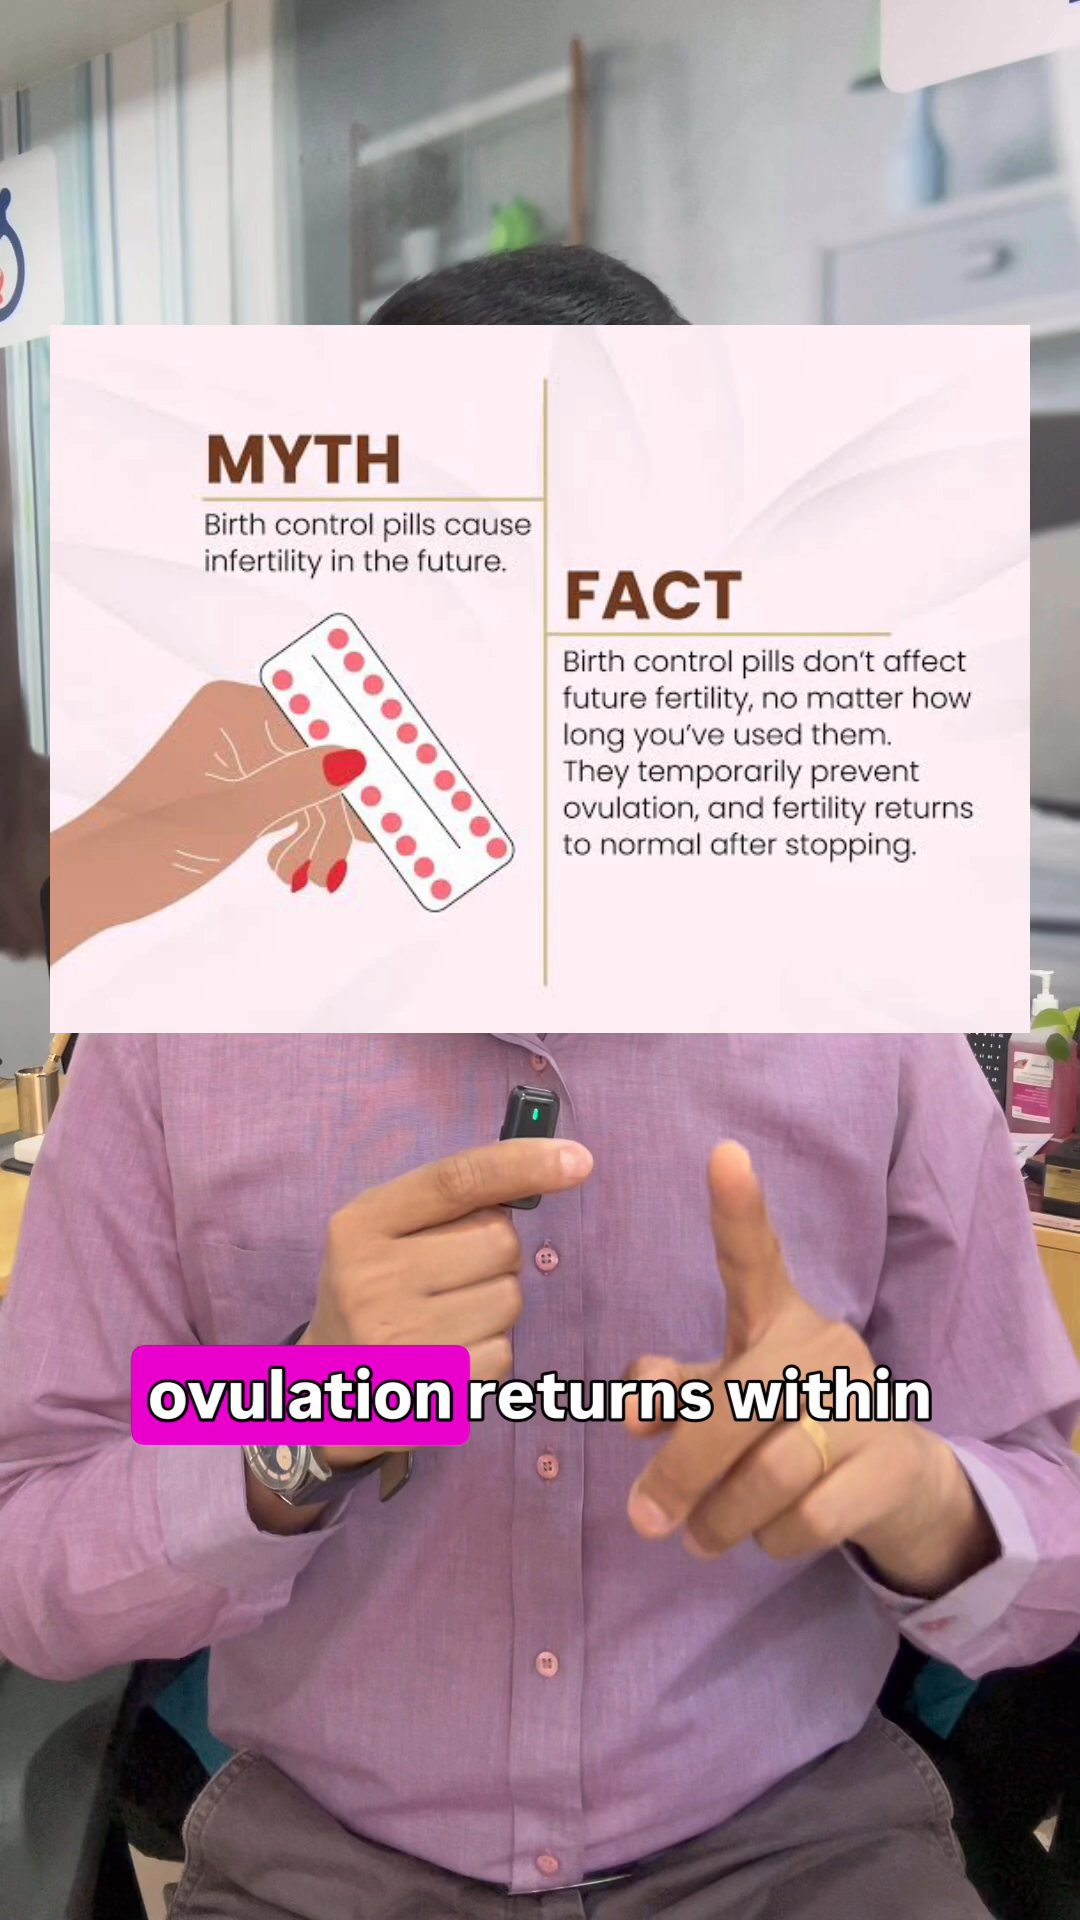 MYTH
Birth control pills cause
infertility in the future.
FACT
Birth control pills don't affect
future fertility, no matter how
long you've used them.
They temporarily prevent
ovulation, and fertility returns
to normal after stopping.
ovulation returns within